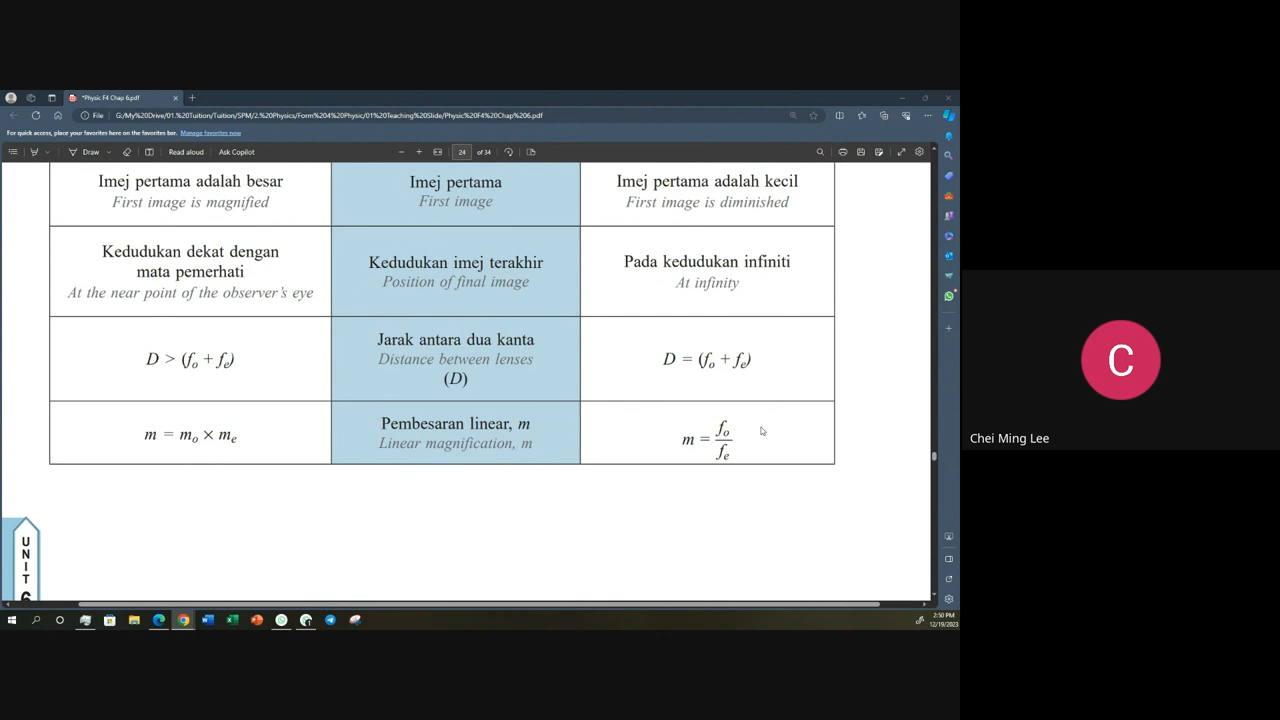 *Physic F4 Chap 6.pdf
File
G:/My%20Drive/01.%20Tuition/Tuition/SPM/2.%20Physics/Form%204%20Physic/01%20Teaching%20Slide/Physic%20F4%20Chap%206.pdf
For quick access, place your favorites here on the favorites bar. Manage favorites now
Draw
Read aloud
Ask Copilot
24
of 34
Imej pertama adalah besar
First image is magnified
Imej pertama
First image
Imej pertama adalah kecil
First image is diminished
Kedudukan dekat dengan
mata pemerhati
At the near point of the observer's eye
Kedudukan imej terakhir
Position of final image
Pada kedudukan infiniti
At infinity
D > (fo + fe)
Jarak antara dua kanta
Distance between lenses
(D)
D = (fo + fe)
m = mo × me
Pembesaran linear, m
Linear magnification, m
m = fo/fe
UNIT 6
C
Chei Ming Lee
2:50 PM
12/19/2023